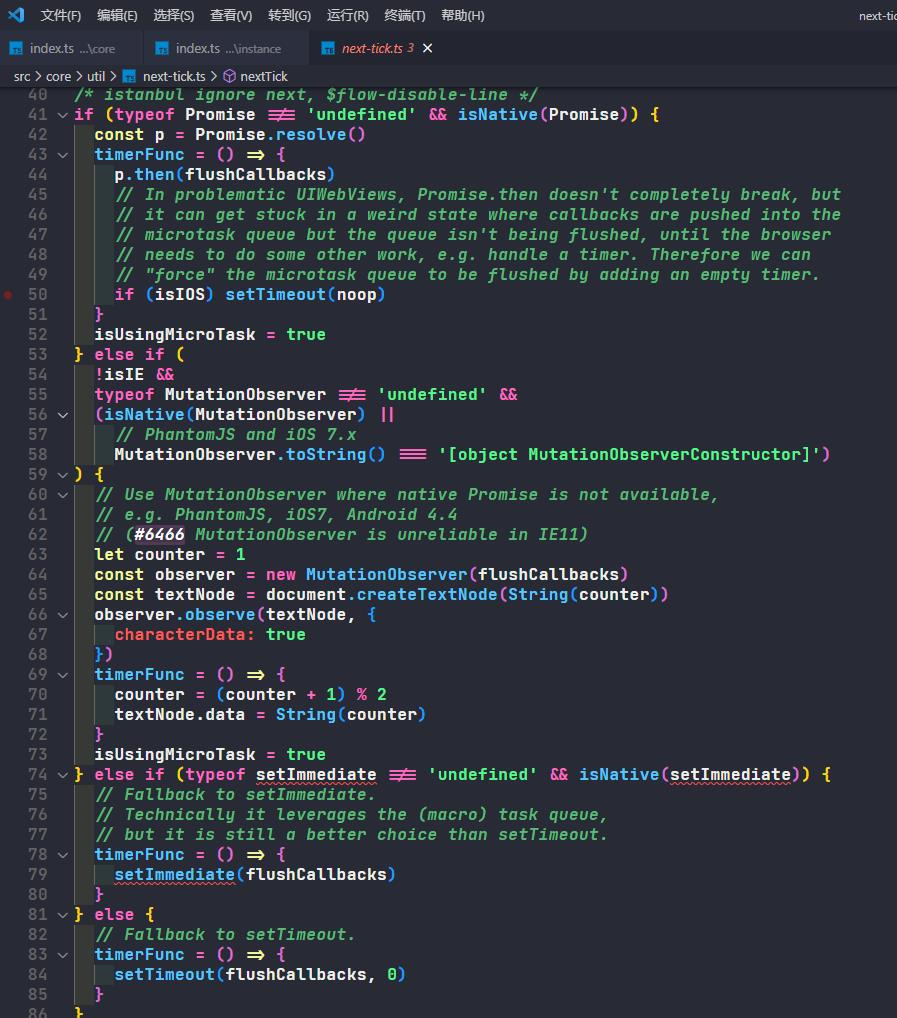 文件(F) 编辑(E) 选择(S) 查看(V) 转到(G) 运行(R) 终端(T) 帮助(H) next-tic
TS index.ts ...\core TS index.ts ...\instance TS next-tick.ts 3 ×
src > core > util > TS next-tick.ts > nextTick
40 /* istanbul ignore next, $flow-disable-line */
41 if (typeof Promise !== 'undefined' && isNative(Promise)) {
42 const p = Promise.resolve()
43 timerFunc = () => {
44 p.then(flushCallbacks)
45 // In problematic UIWebViews, Promise.then doesn't completely break, but
46 // it can get stuck in a weird state where callbacks are pushed into the
47 // microtask queue but the queue isn't being flushed, until the browser
48 // needs to do some other work, e.g. handle a timer. Therefore we can
49 // "force" the microtask queue to be flushed by adding an empty timer.
50 if (isIOS) setTimeout(noop)
51 }
52 isUsingMicroTask = true
53 } else if (
54 !isIE &&
55 typeof MutationObserver !== 'undefined' &&
56 (isNative(MutationObserver) ||
57 // PhantomJS and iOS 7.x
58 MutationObserver.toString() === '[object MutationObserverConstructor]')
59 ) {
60 // Use MutationObserver where native Promise is not available,
61 // e.g. PhantomJS, iOS7, Android 4.4
62 // (#6466 MutationObserver is unreliable in IE11)
63 let counter = 1
64 const observer = new MutationObserver(flushCallbacks)
65 const textNode = document.createTextNode(String(counter))
66 observer.observe(textNode, {
67 characterData: true
68 })
69 timerFunc = () => {
70 counter = (counter + 1) % 2
71 textNode.data = String(counter)
72 }
73 isUsingMicroTask = true
74 } else if (typeof setImmediate !== 'undefined' && isNative(setImmediate)) {
75 // Fallback to setImmediate.
76 // Technically it leverages the (macro) task queue,
77 // but it is still a better choice than setTimeout.
78 timerFunc = () => {
79 setImmediate(flushCallbacks)
80 }
81 } else {
82 // Fallback to setTimeout.
83 timerFunc = () => {
84 setTimeout(flushCallbacks, 0)
85 }
86 }